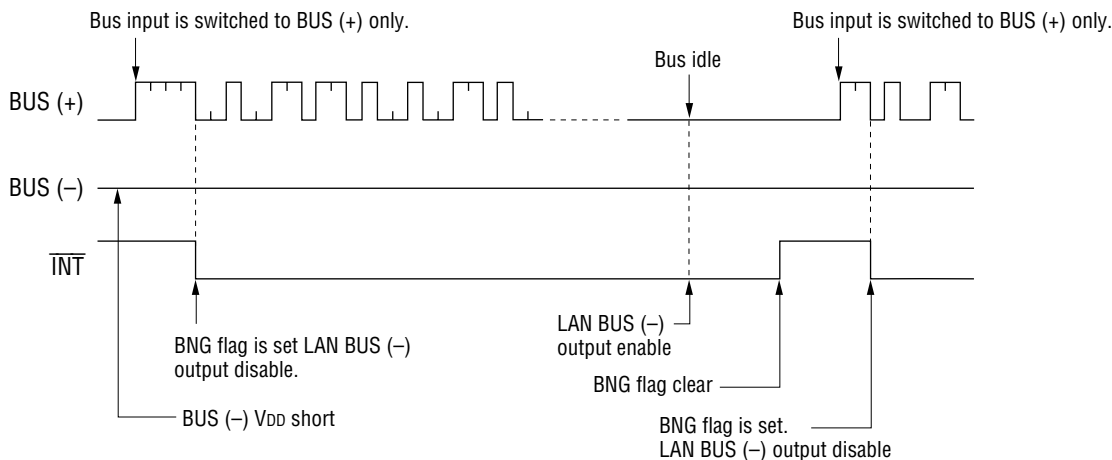 Bus input is switched to BUS (+) only.
Bus input is switched to BUS (+) only.
Bus idle
BUS (+)
BUS (–)
INT
BNG flag is set LAN BUS (–)
output disable.
LAN BUS (–)
output enable
BNG flag clear
BUS (–) VDD short
BNG flag is set.
LAN BUS (–) output disable